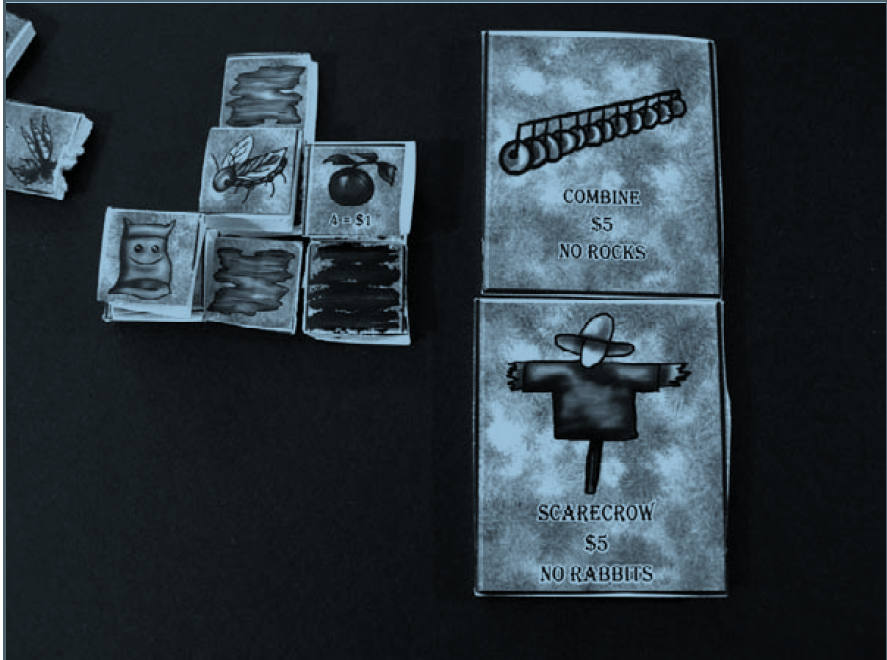 4 = $1
COMBINE
$5
NO ROCKS
SCARECROW
$5
NO RABBITS